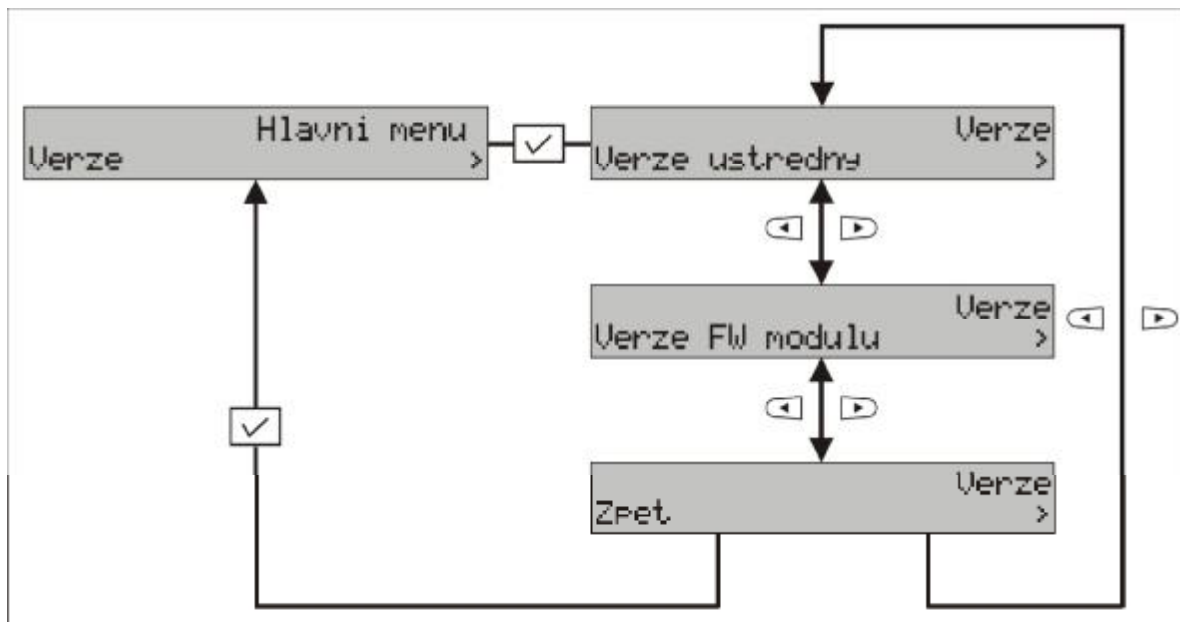 Hlavni menu
Verze >
Verze
Verze ustredny >
Verze
Verze FW modulu >
Verze
Zpet >